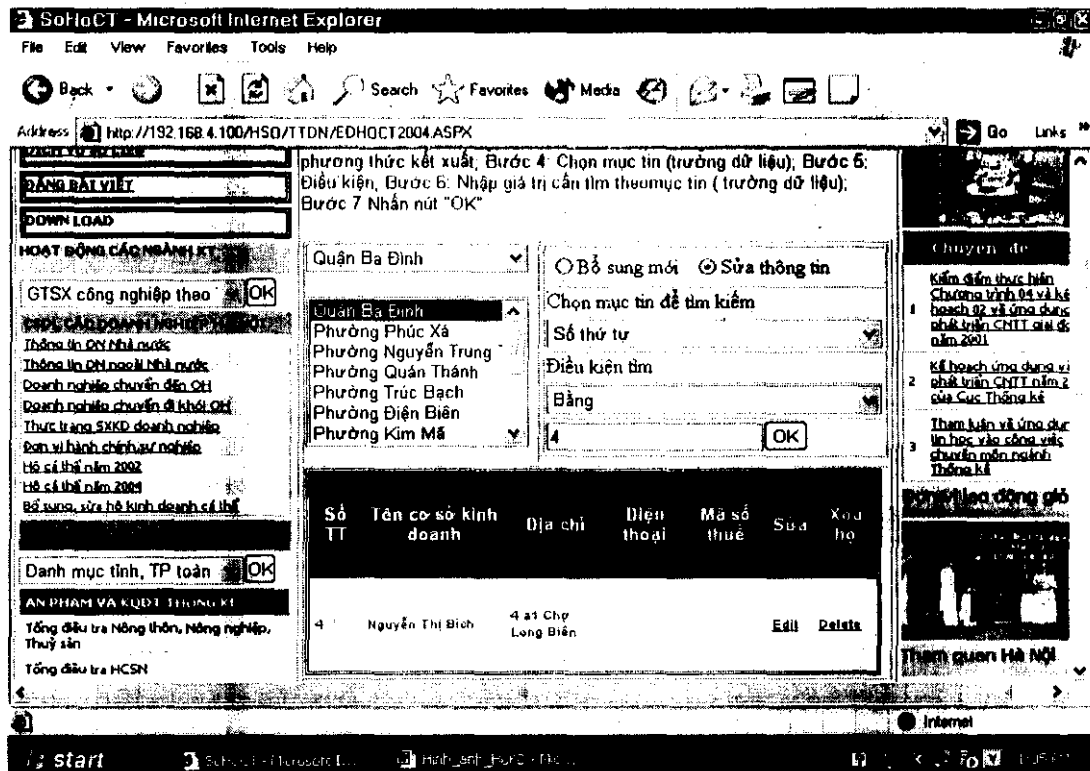 SoHoCT - Microsoft Internet Explorer
File Edit View Favorites Tools Help
Back Search Favorites Media
Address http://192.168.4.100/HSO/TTDN/EDHOCT2004.ASPX Go Links
ĐĂNG BÀI VIẾT
DOWN LOAD
HOẠT ĐỘNG CÁC NGÀNH KT
GTSX công nghiệp theo OK
Thông tin DN Nhà nước
Thông tin DN ngoài Nhà nước
Doanh nghiệp chuyển đến QH
Doanh nghiệp chuyển đi khỏi QH
Thực trạng SXKD doanh nghiệp
Đơn vị hành chính, sự nghiệp
Hộ cá thể năm 2002
Hộ cá thể năm 2004
Bổ sung, sửa hộ kinh doanh cá thể
Danh mục tỉnh, TP toàn OK
Tổng điều tra Nông thôn, Nông nghiệp,
Thuỷ sản
Tổng điều tra HCSN
phương thức kết xuất; Bước 4: Chọn mục tin (trường dữ liệu); Bước 5:
Điều kiện, Bước 6: Nhập giá trị cần tìm theomục tin ( trường dữ liệu);
Bước 7 Nhấn nút "OK"
Quận Ba Đình
Quận Ba Đình
Phường Phúc Xá
Phường Nguyễn Trung
Phường Quán Thánh
Phường Trúc Bạch
Phường Điện Biên
Phường Kim Mã
Bổ sung mới Sửa thông tin
Chọn mục tin để tìm kiếm
Số thứ tự
Điều kiện tìm
Bằng
4 OK
Số TT Tên cơ sở kinh doanh Địa chỉ Điện thoại Mã số thuế Sửa Xoá hộ
4 Nguyễn Thị Bích 4 a1 Chợ Long Biên Edit Delete
Chuyên đề
1 Kiểm điểm thực hiện
Chương trình 04 và kế
hoạch 02 về ứng dụng
phát triển CNTT giai đo
năm 2001
2 Kế hoạch ứng dụng và
phát triển CNTT năm 2
của Cục Thống kê
3 Tham luận về ứng dụng
tin học vào công việc
chuyên môn ngành
Thống kê
Tham quan Hà Nội
Internet
start